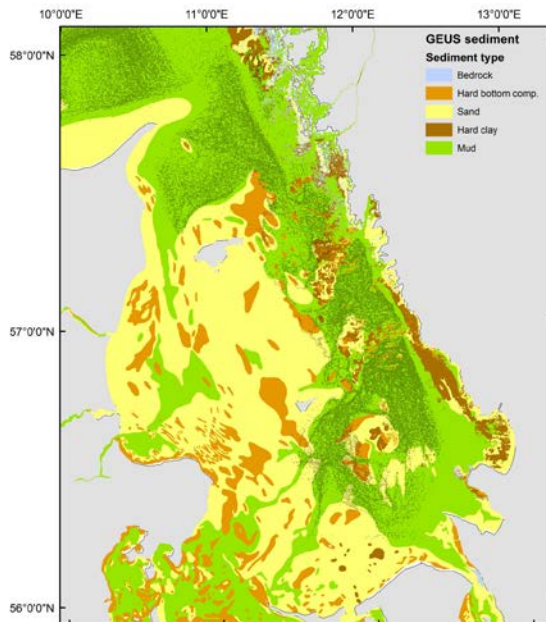 10°0'0"E 11°0'0"E 12°0'0"E 13°0'0"E
58°0'0"N
GEUS sediment
Sediment type
Bedrock
Hard bottom comp.
Sand
Hard clay
Mud
57°0'0"N
56°0'0"N